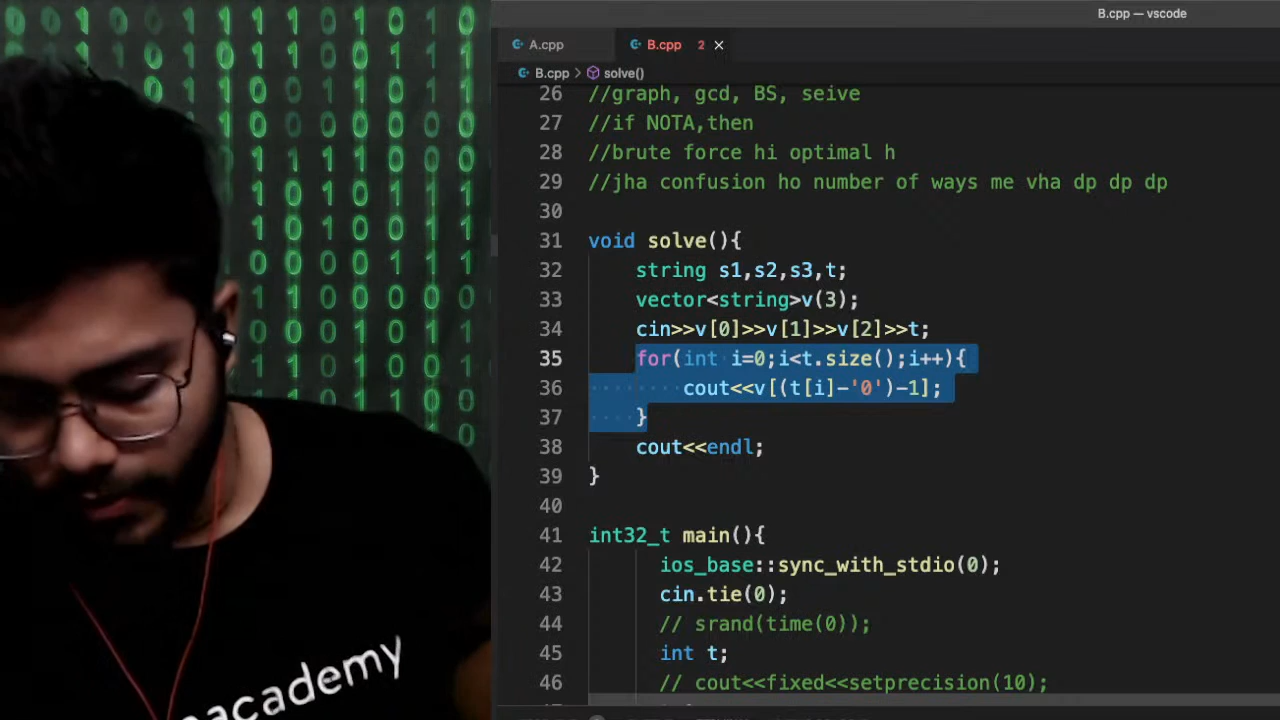 B.cpp — vscode
A.cpp
B.cpp 2 ×
B.cpp > solve()
26 //graph, gcd, BS, seive
27 //if NOTA,then
28 //brute force hi optimal h
29 //jha confusion ho number of ways me vha dp dp dp
30
31 void solve(){
32 string s1,s2,s3,t;
33 vector<string>v(3);
34 cin>>v[0]>>v[1]>>v[2]>>t;
35 for(int i=0;i<t.size();i++){
36 cout<<v[(t[i]-'0')-1];
37 }
38 cout<<endl;
39 }
40
41 int32_t main(){
42 ios_base::sync_with_stdio(0);
43 cin.tie(0);
44 // srand(time(0));
45 int t;
46 // cout<<fixed<<setprecision(10);